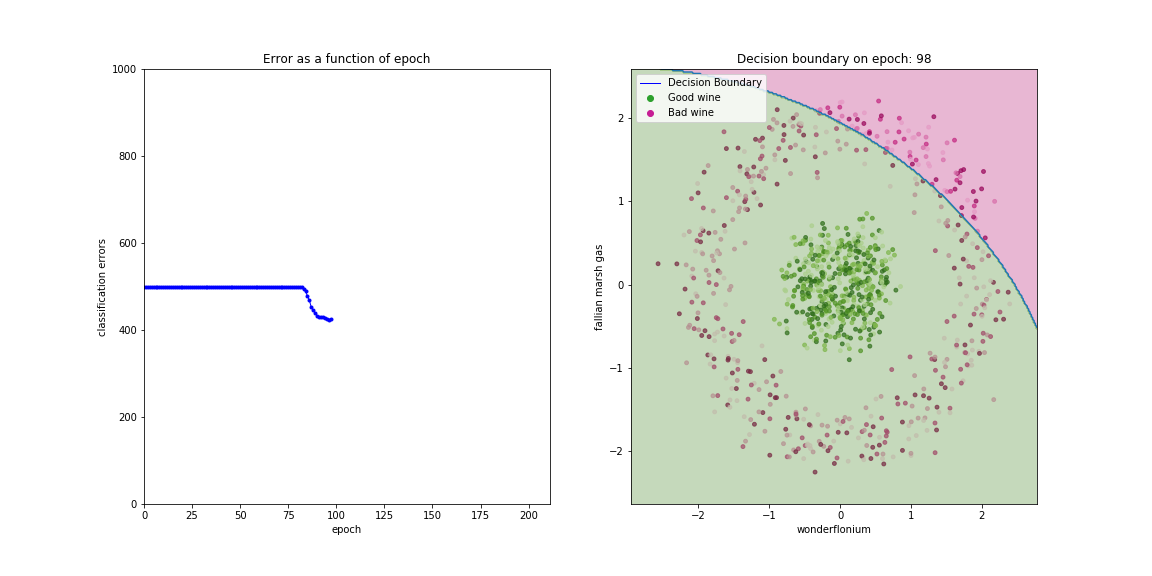 Error as a function of epoch
1000
800
600
400
200
0
classification errors
0 25 50 75 100 125 150 175 200
epoch
Decision boundary on epoch: 98
Decision Boundary
Good wine
Bad wine
2
1
0
−1
−2
fallian marsh gas
−2 −1 0 1 2
wonderflonium